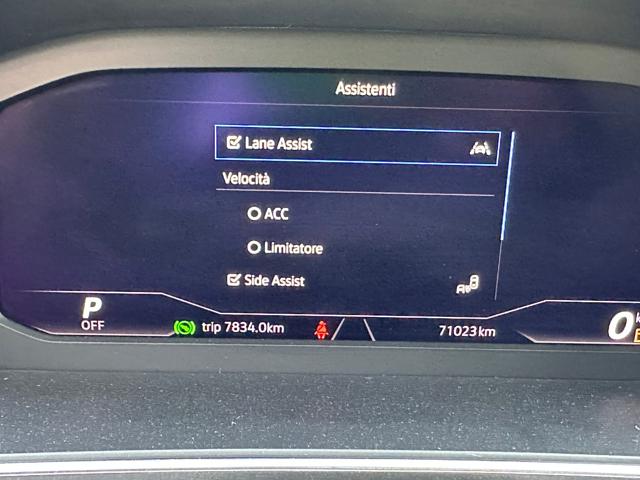 Assistenti
Lane Assist
Velocità
ACC
Limitatore
Side Assist
P
OFF
trip 7834.0km
71023km
0